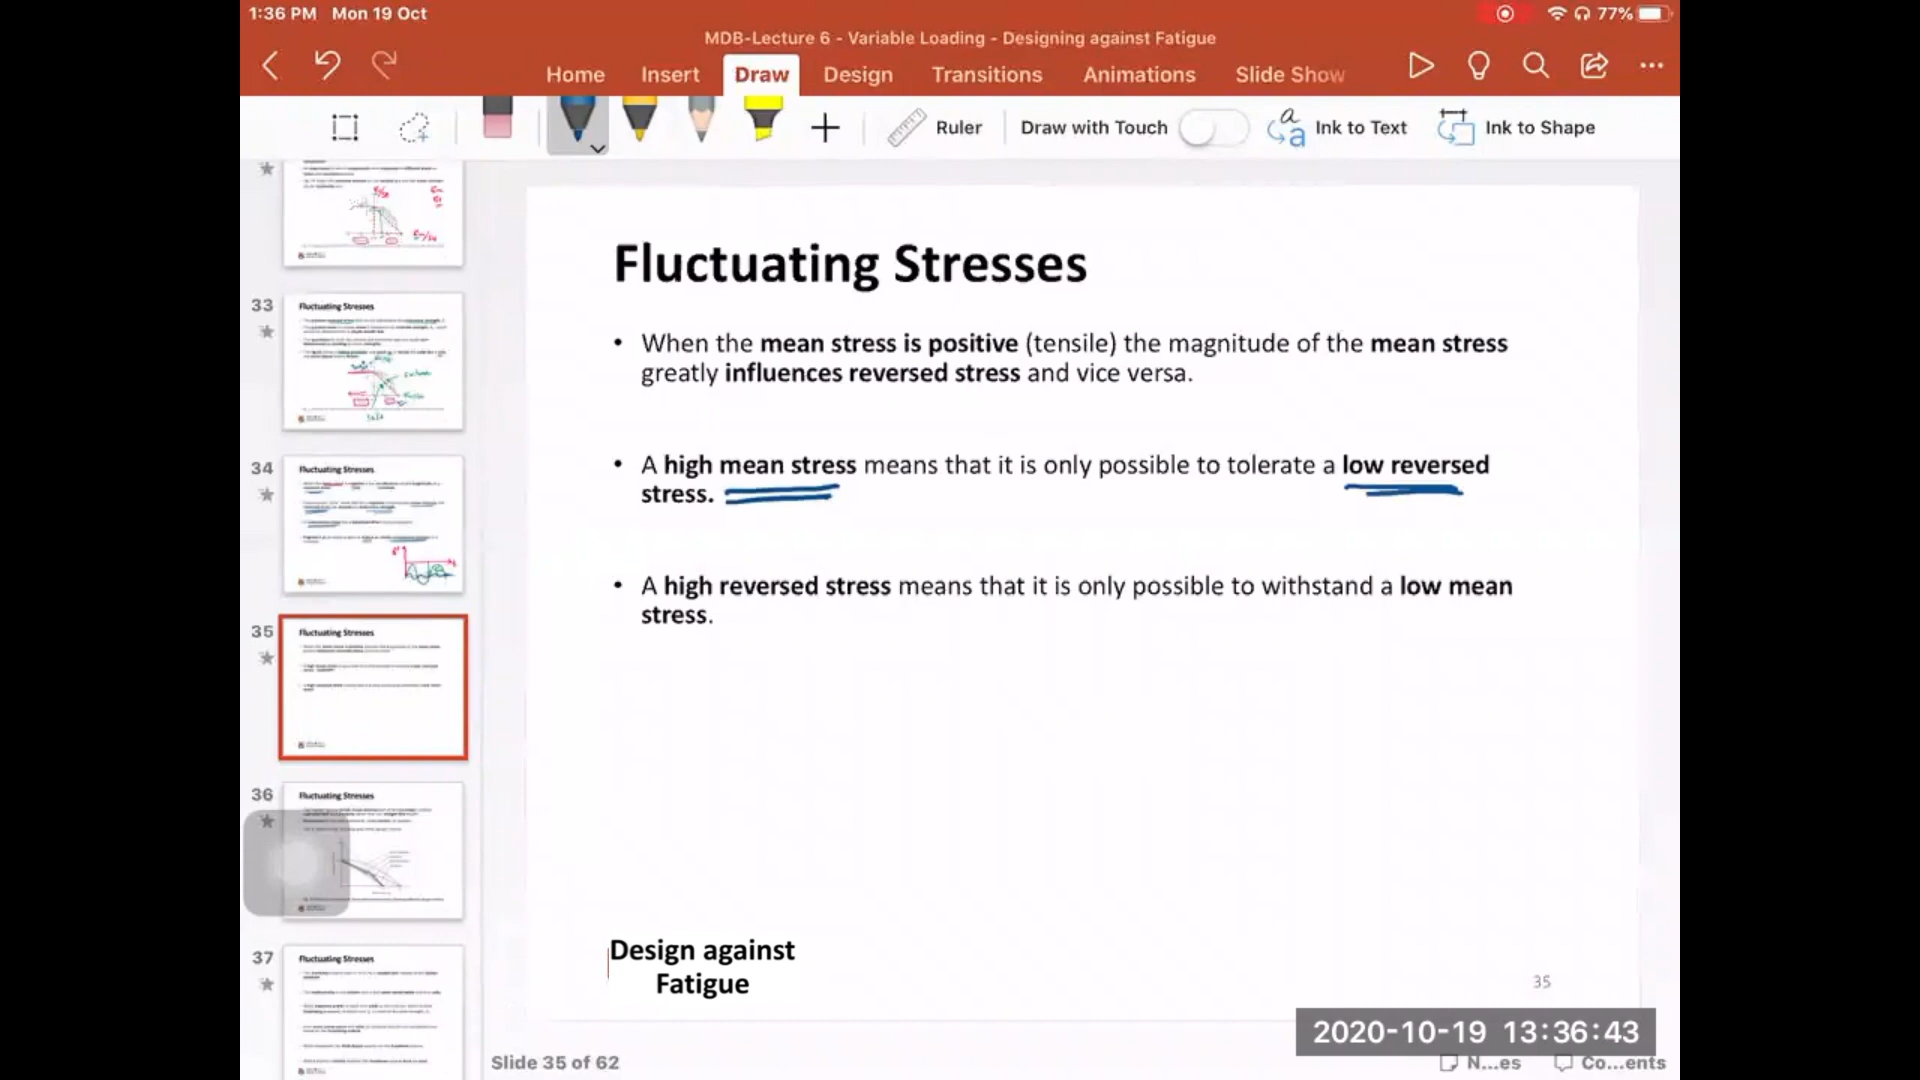 1:36 PM Mon 19 Oct
77%
MDB-Lecture 6 - Variable Loading - Designing against Fatigue
Home Insert Draw Design Transitions Animations Slide Show
Ruler Draw with Touch Ink to Text Ink to Shape
33
Fluctuating Stresses
34
Fluctuating Stresses
35
Fluctuating Stresses
36
Fluctuating Stresses
37
Fluctuating Stresses
Fluctuating Stresses
• When the mean stress is positive (tensile) the magnitude of the mean stress
greatly influences reversed stress and vice versa.
• A high mean stress means that it is only possible to tolerate a low reversed
stress.
• A high reversed stress means that it is only possible to withstand a low mean
stress.
Design against
Fatigue
35
2020-10-19 13:36:43
Slide 35 of 62
N...es Co...ents